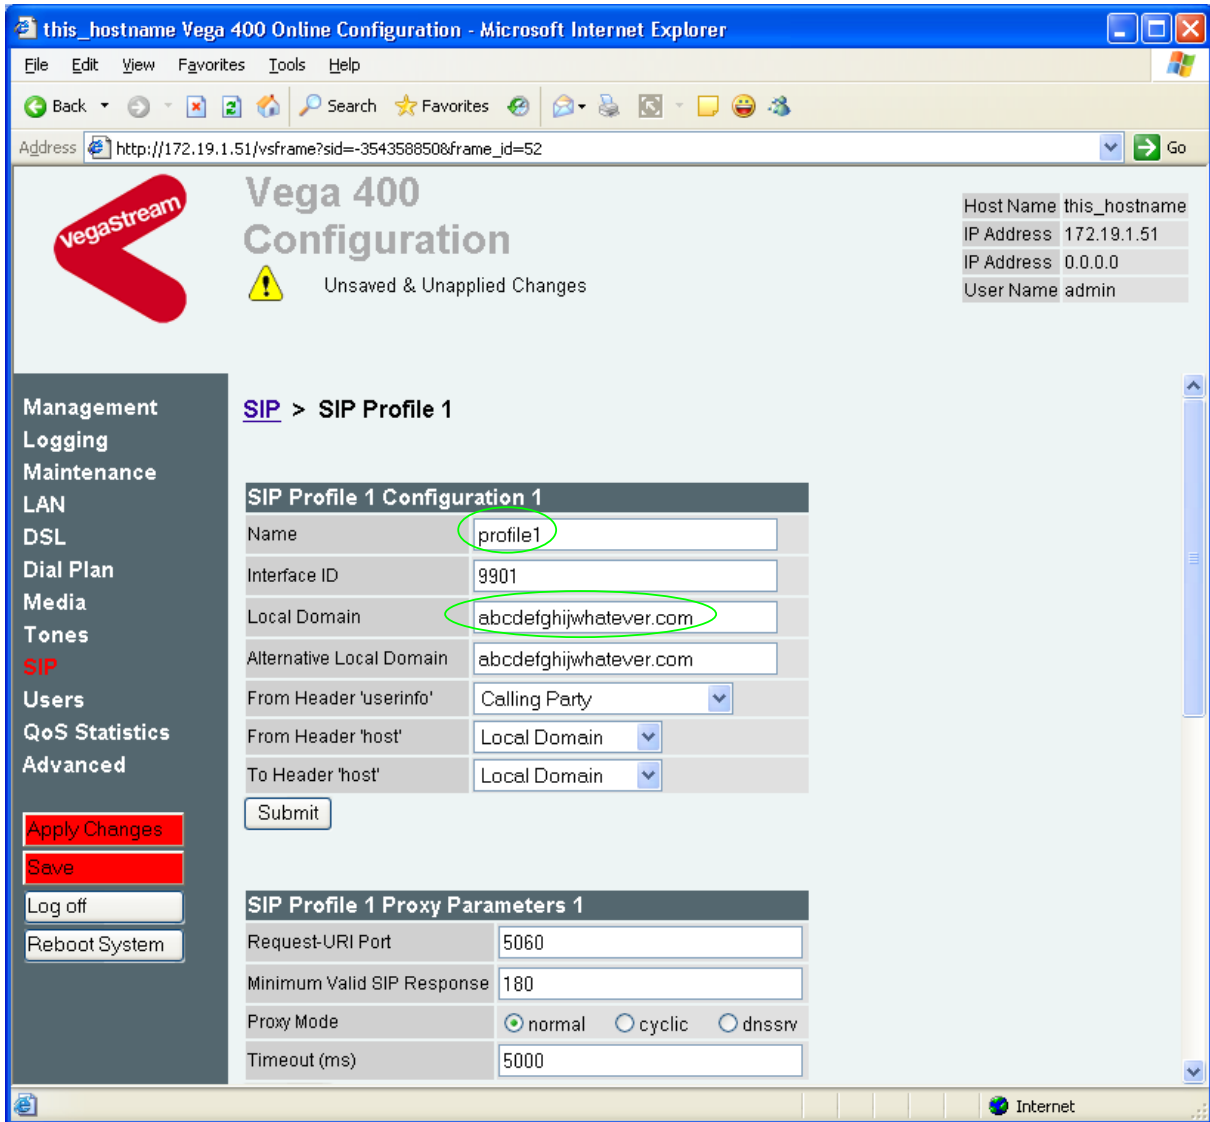 this_hostname Vega 400 Online Configuration - Microsoft Internet Explorer
File Edit View Favorites Tools Help
Back Search Favorites
Address http://172.19.1.51/vsframe?sid=-354358850&frame_id=52 Go
vegastream
Vega 400
Configuration
Unsaved & Unapplied Changes
Host Name this_hostname
IP Address 172.19.1.51
IP Address 0.0.0.0
User Name admin
Management
Logging
Maintenance
LAN
DSL
Dial Plan
Media
Tones
SIP
Users
QoS Statistics
Advanced
Apply Changes
Save
Log off
Reboot System
SIP > SIP Profile 1
SIP Profile 1 Configuration 1
Name profile1
Interface ID 9901
Local Domain abcdefghijwhatever.com
Alternative Local Domain abcdefghijwhatever.com
From Header 'userinfo' Calling Party
From Header 'host' Local Domain
To Header 'host' Local Domain
Submit
SIP Profile 1 Proxy Parameters 1
Request-URI Port 5060
Minimum Valid SIP Response 180
Proxy Mode normal cyclic dnssrv
Timeout (ms) 5000
Internet